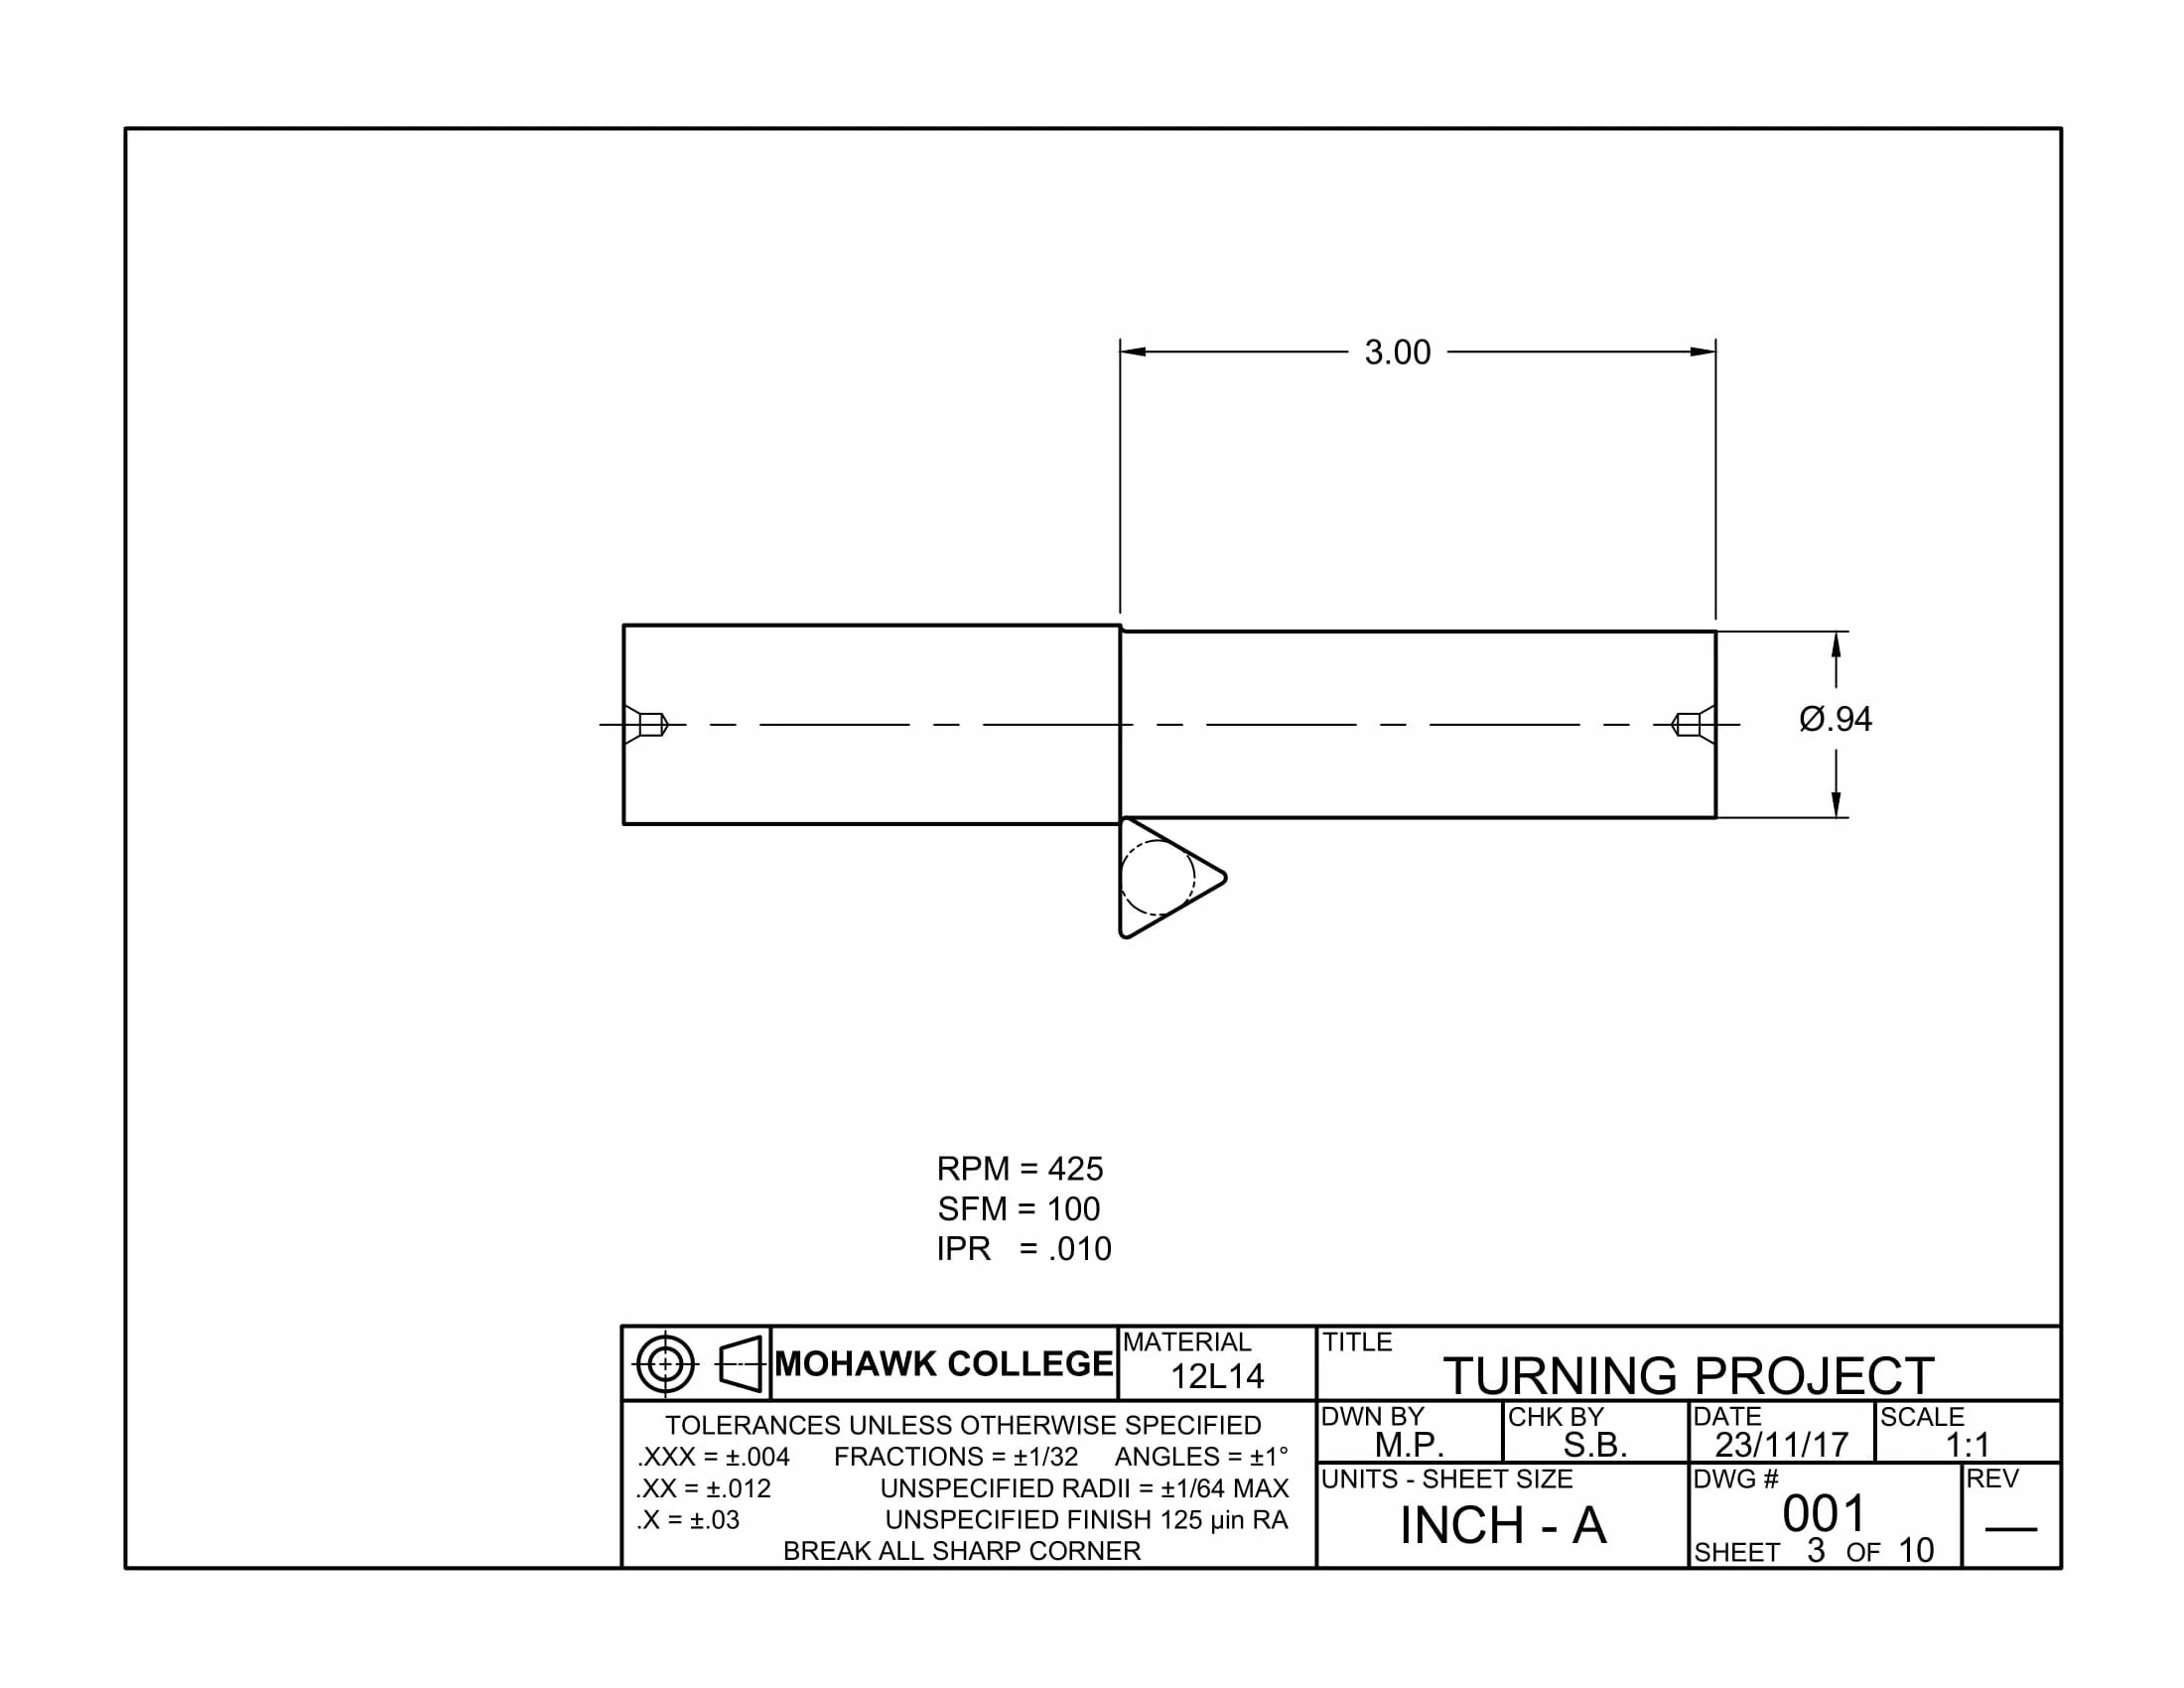 3.00
Ø.94
RPM = 425
SFM = 100
IPR = .010
MOHAWK COLLEGE
MATERIAL
12L14
TITLE
TURNING PROJECT
TOLERANCES UNLESS OTHERWISE SPECIFIED
.XXX = ±.004 FRACTIONS = ±1/32 ANGLES = ±1°
.XX = ±.012 UNSPECIFIED RADII = ±1/64 MAX
.X = ±.03 UNSPECIFIED FINISH 125 µin RA
BREAK ALL SHARP CORNER
DWN BY
M.P.
CHK BY
S.B.
DATE
23/11/17
SCALE
1:1
UNITS - SHEET SIZE
INCH - A
DWG #
001
SHEET 3 OF 10
REV
—